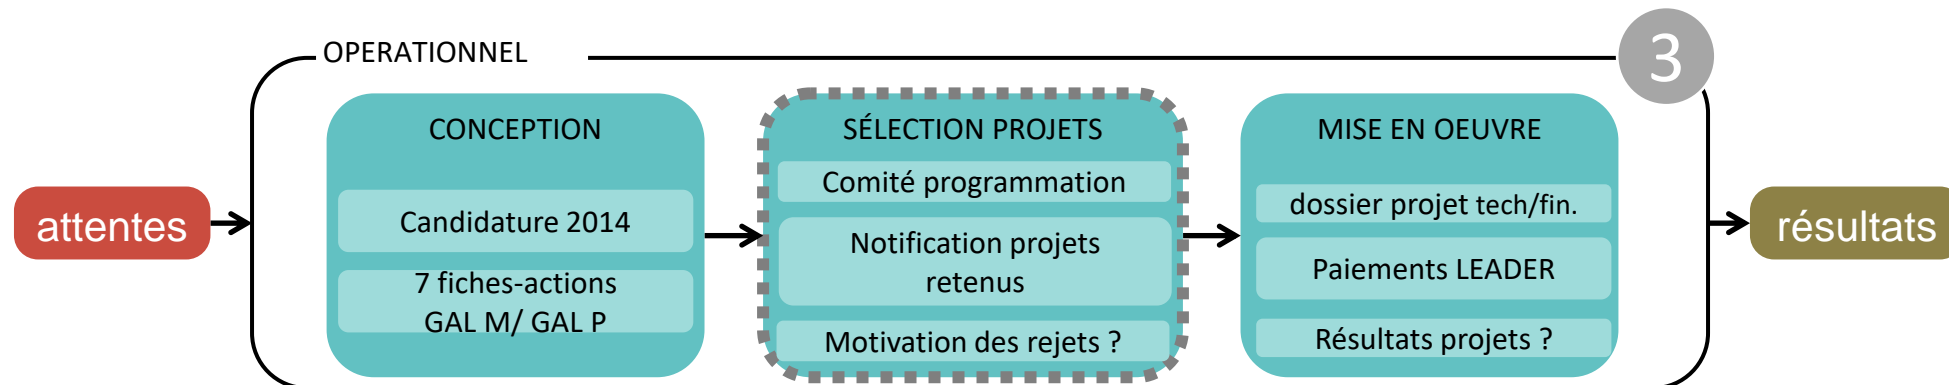 OPERATIONNEL
3
attentes
CONCEPTION
Candidature 2014
7 fiches-actions
GAL M/ GAL P
SÉLECTION PROJETS
Comité programmation
Notification projets
retenus
Motivation des rejets ?
MISE EN OEUVRE
dossier projet tech/fin.
Paiements LEADER
Résultats projets ?
résultats